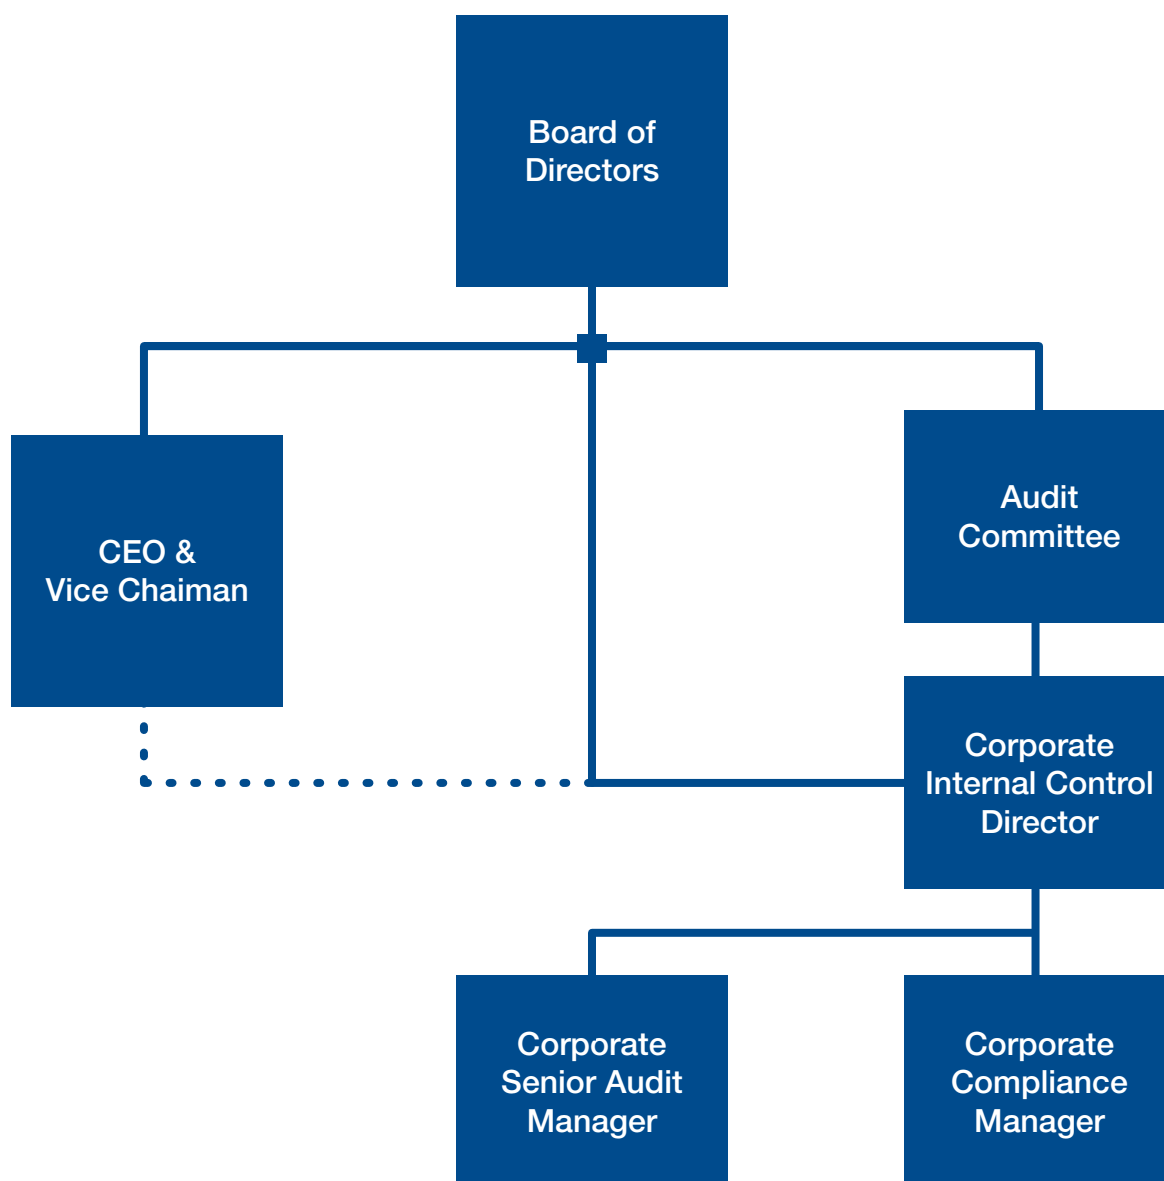 Board of
Directors
CEO &
Vice Chaiman
Audit
Committee
Corporate
Internal Control
Director
Corporate
Senior Audit
Manager
Corporate
Compliance
Manager